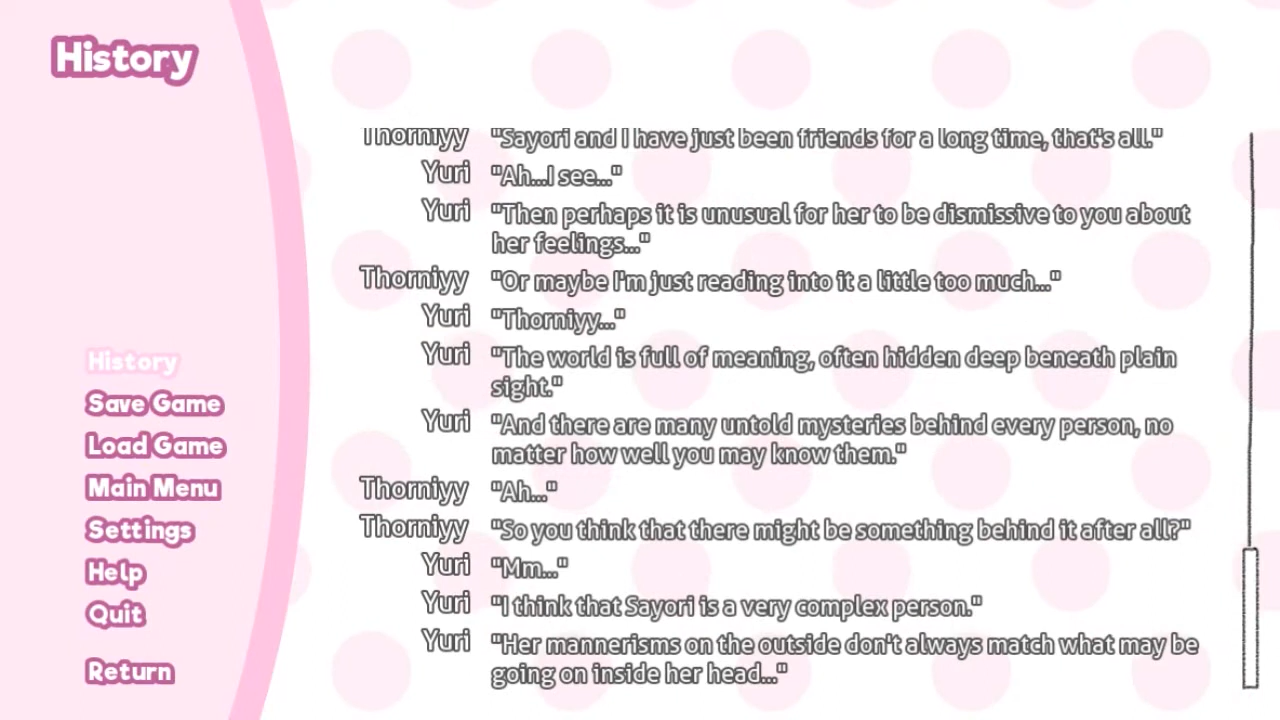 History
Thorniyy "Sayori and I have just been friends for a long time, that's all."
Yuri "Ah...I see..."
Yuri "Then perhaps it is unusual for her to be dismissive to you about
her feelings..."
Thorniyy "Or maybe I'm just reading into it a little too much..."
Yuri "Thorniyy..."
Yuri "The world is full of meaning, often hidden deep beneath plain
sight."
Yuri "And there are many untold mysteries behind every person, no
matter how well you may know them."
Thorniyy "Ah..."
Thorniyy "So you think that there might be something behind it after all?"
Yuri "Mm..."
Yuri "I think that Sayori is a very complex person."
Yuri "Her mannerisms on the outside don't always match what may be
going on inside her head..."
History
Save Game
Load Game
Main Menu
Settings
Help
Quit
Return